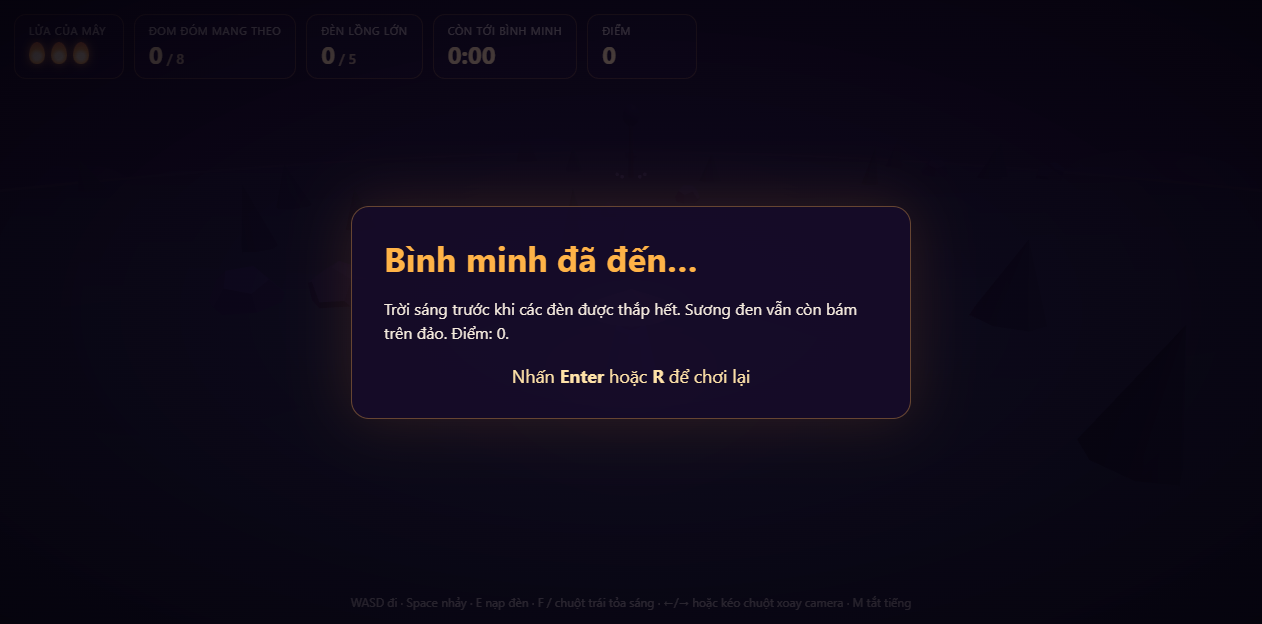 LỬA CỦA MÂY
ĐOM ĐÓM MANG THEO
0 / 8
ĐÈN LỒNG LỚN
0 / 5
CÒN TỚI BÌNH MINH
0:00
ĐIỂM
0
Bình minh đã đến...
Trời sáng trước khi các đèn được thắp hết. Sương đen vẫn còn bám
trên đảo. Điểm: 0.
Nhấn Enter hoặc R để chơi lại
WASD đi · Space nhảy · E nạp đèn · F / chuột trái tỏa sáng · ←/→ hoặc kéo chuột xoay camera · M tắt tiếng